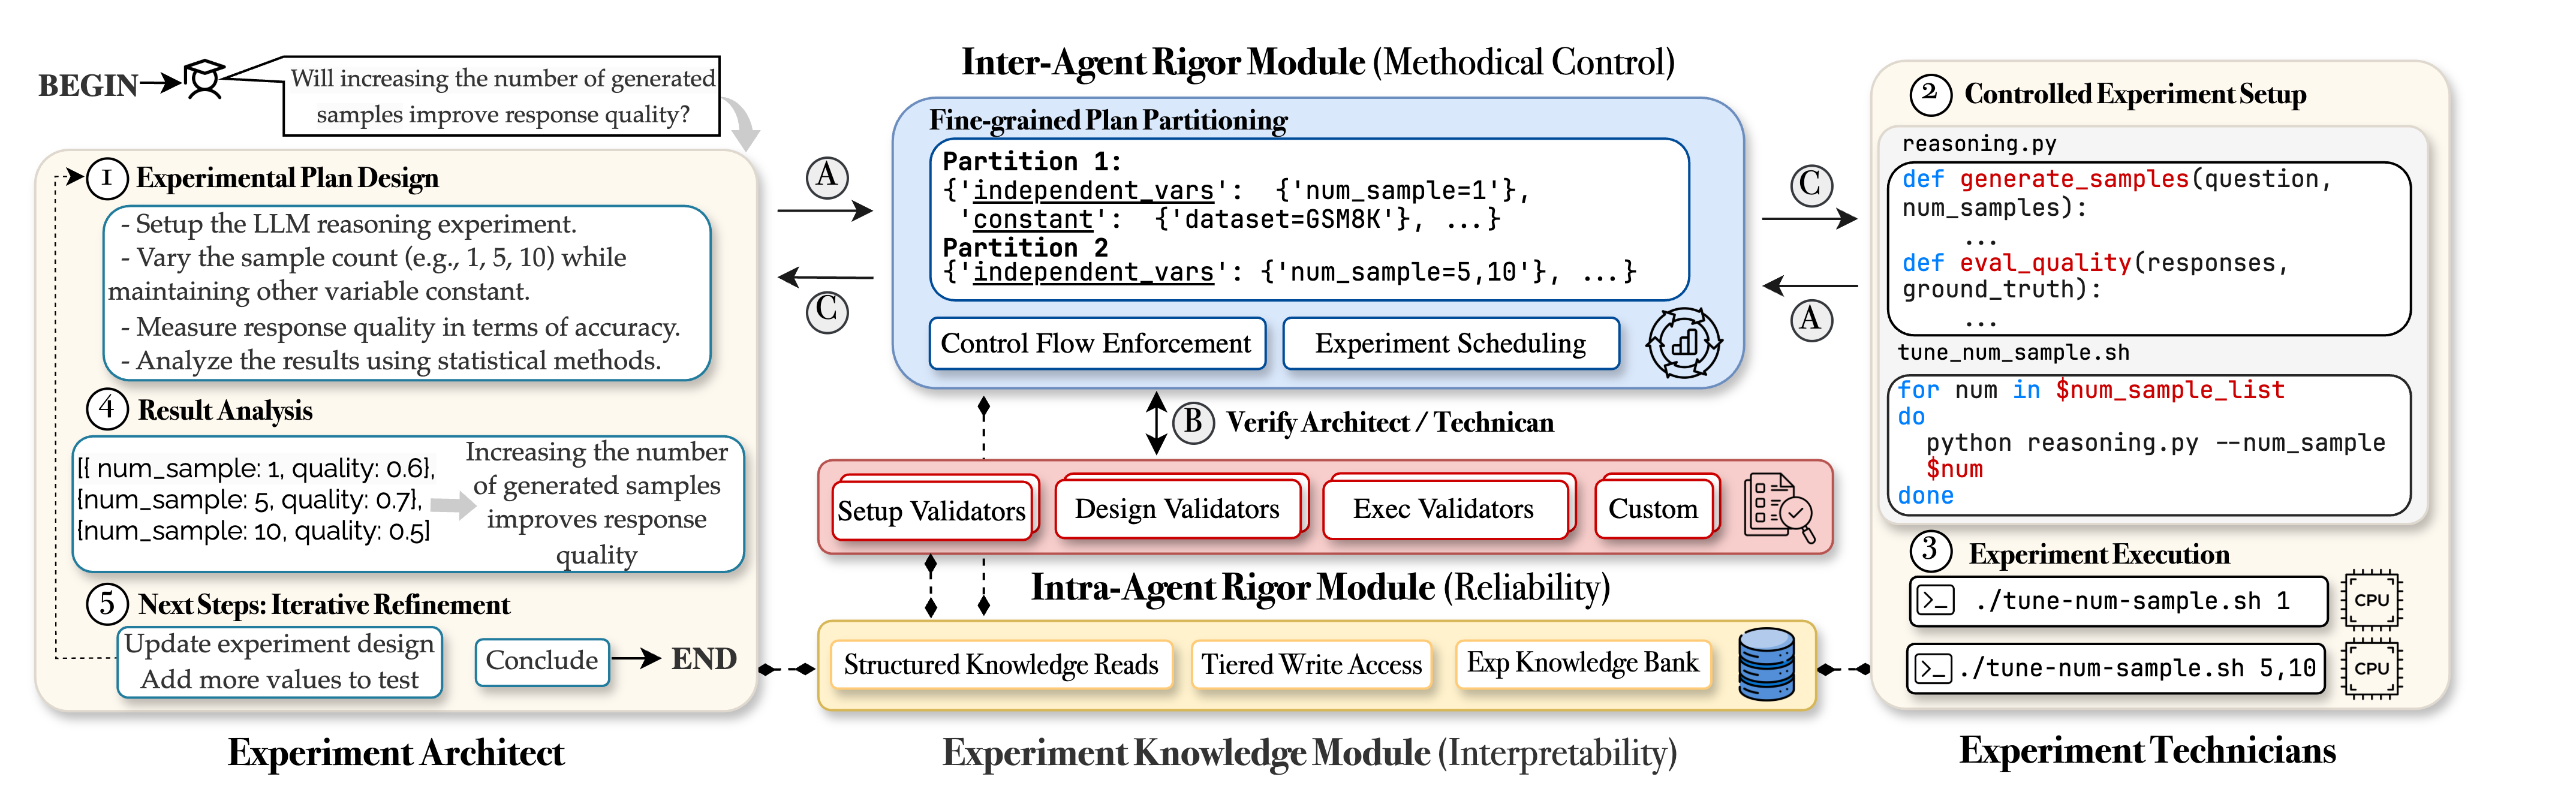 BEGIN
Will increasing the number of generated
samples improve response quality?
1 Experimental Plan Design
- Setup the LLM reasoning experiment.
- Vary the sample count (e.g., 1, 5, 10) while
maintaining other variable constant.
- Measure response quality in terms of accuracy.
- Analyze the results using statistical methods.
4 Result Analysis
[{ num_sample: 1, quality: 0.6},
{num_sample: 5, quality: 0.7},
{num_sample: 10, quality: 0.5]
Increasing the number
of generated samples
improves response
quality
5 Next Steps: Iterative Refinement
Update experiment design
Add more values to test
Conclude
END
Experiment Architect
A
C
Inter-Agent Rigor Module (Methodical Control)
Fine-grained Plan Partitioning
Partition 1:
{'independent_vars': {'num_sample=1'},
'constant': {'dataset=GSM8K'}, ...}
Partition 2
{'independent_vars': {'num_sample=5,10'}, ...}
Control Flow Enforcement
Experiment Scheduling
B Verify Architect / Technican
Setup Validators
Design Validators
Exec Validators
Custom
Intra-Agent Rigor Module (Reliability)
Structured Knowledge Reads
Tiered Write Access
Exp Knowledge Bank
Experiment Knowledge Module (Interpretability)
C
A
2 Controlled Experiment Setup
reasoning.py
def generate_samples(question,
num_samples):
...
def eval_quality(responses,
ground_truth):
...
tune_num_sample.sh
for num in $num_sample_list
do
python reasoning.py --num_sample
$num
done
3 Experiment Execution
>_ ./tune-num-sample.sh 1
CPU
>_ ./tune-num-sample.sh 5,10
CPU
Experiment Technicians